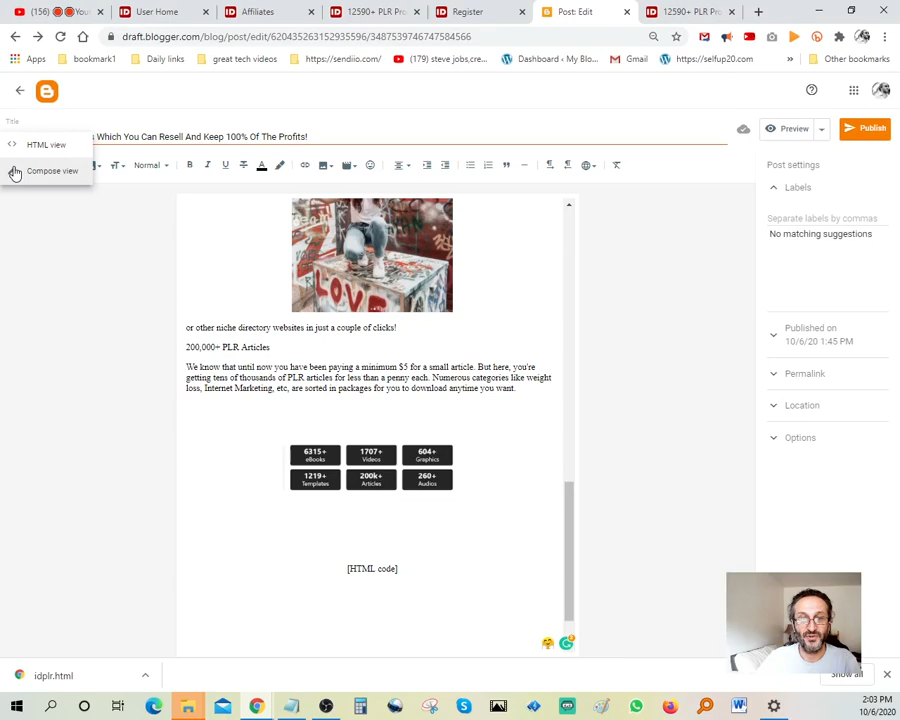 (156) 🔴🔴You
User Home
Affiliates
12590+ PLR Pro
Register
Post: Edit
12590+ PLR Pro
draft.blogger.com/blog/post/edit/620435263152935596/3487539746747584566
Apps
bookmark1
Daily links
great tech videos
https://sendiio.com/
(179) steve jobs,cre...
Dashboard ‹ My Blo...
Gmail
https://selfup20.com
»
Other bookmarks
Title
s Which You Can Resell And Keep 100% Of The Profits!
Preview
Publish
HTML view
Compose view
Normal
Post settings
Labels
Separate labels by commas
No matching suggestions
Published on
10/6/20 1:45 PM
Permalink
Location
Options
LOVE
or other niche directory websites in just a couple of clicks!
200,000+ PLR Articles
We know that until now you have been paying a minimum $5 for a small article. But here, you're
getting tens of thousands of PLR articles for less than a penny each. Numerous categories like weight
loss, Internet Marketing, etc, are sorted in packages for you to download anytime you want.
6315+ eBooks
1707+ Videos
604+ Graphics
1219+ Templates
200k+ Articles
260+ Audios
[HTML code]
idplr.html
Show all
2:03 PM
10/6/2020